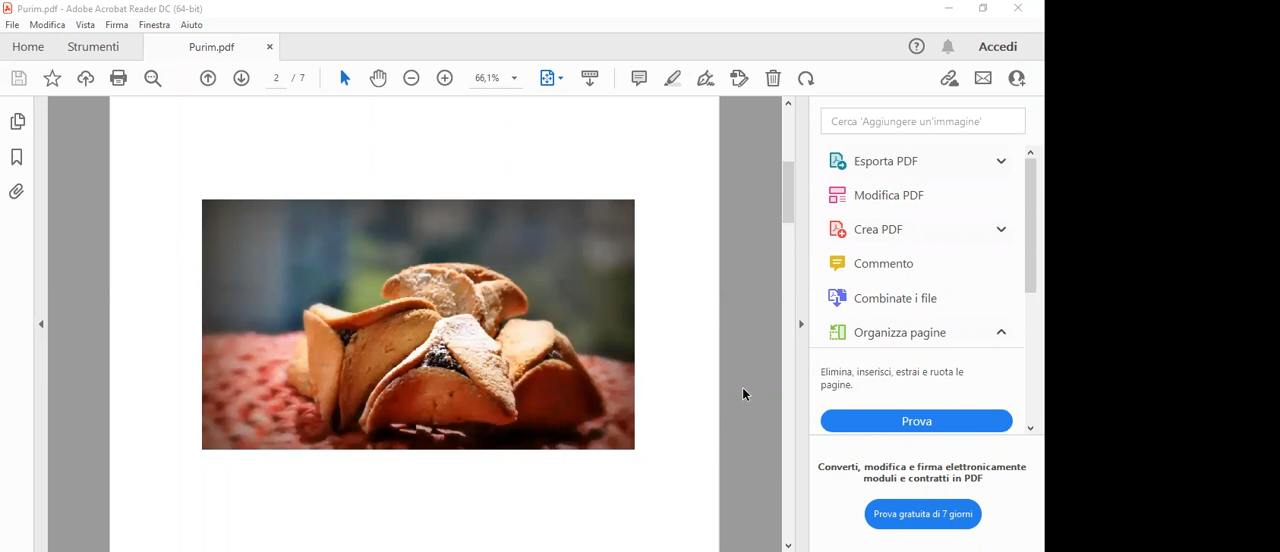 Purim.pdf - Adobe Acrobat Reader DC (64-bit)
File Modifica Vista Firma Finestra Aiuto
Home Strumenti Purim.pdf × Accedi
2 / 7 66,1%
Cerca 'Aggiungere un'immagine'
Esporta PDF
Modifica PDF
Crea PDF
Commento
Combinate i file
Organizza pagine
Elimina, inserisci, estrai e ruota le
pagine.
Prova
Converti, modifica e firma elettronicamente
moduli e contratti in PDF
Prova gratuita di 7 giorni